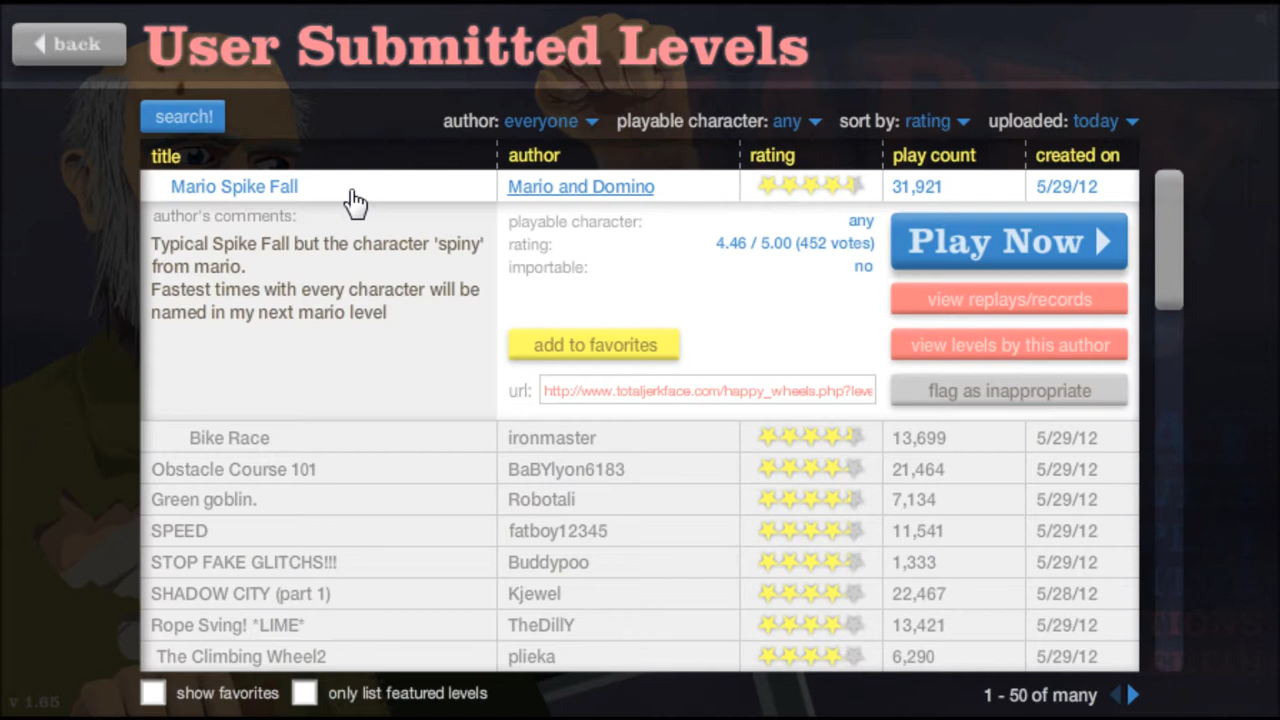 back
User Submitted Levels
search!
author: everyone playable character: any sort by: rating uploaded: today
title author rating play count created on
Mario Spike Fall Mario and Domino 31,921 5/29/12
author's comments:
Typical Spike Fall but the character 'spiny'
from mario.
Fastest times with every character will be
named in my next mario level
playable character: any
rating: 4.46 / 5.00 (452 votes)
importable: no
add to favorites
url: http://www.totaljerkface.com/happy_wheels.php?leve
Play Now
view replays/records
view levels by this author
flag as inappropriate
Bike Race ironmaster 13,699 5/29/12
Obstacle Course 101 BaBYlyon6183 21,464 5/29/12
Green goblin. Robotali 7,134 5/29/12
SPEED fatboy12345 11,541 5/29/12
STOP FAKE GLITCHS!!! Buddypoo 1,333 5/29/12
SHADOW CITY (part 1) Kjewel 22,467 5/28/12
Rope Sving! *LIME* TheDillY 13,421 5/29/12
The Climbing Wheel2 plieka 6,290 5/29/12
show favorites only list featured levels 1 - 50 of many
v 1.65